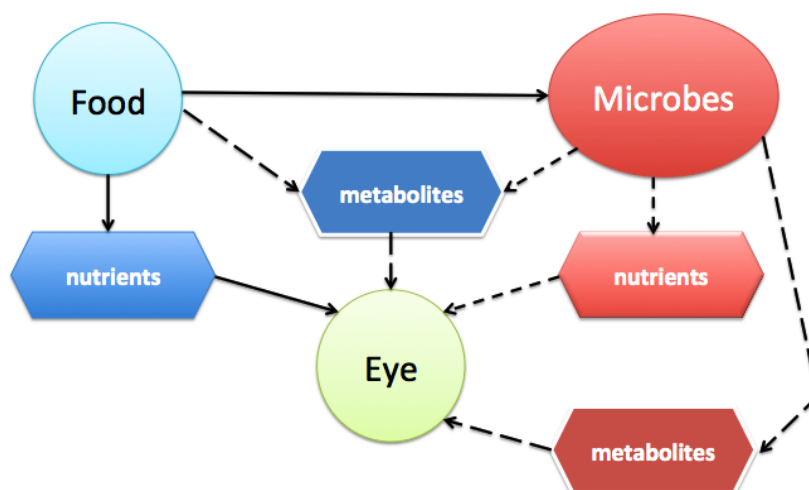 Food
Microbes
metabolites
nutrients
nutrients
Eye
metabolites